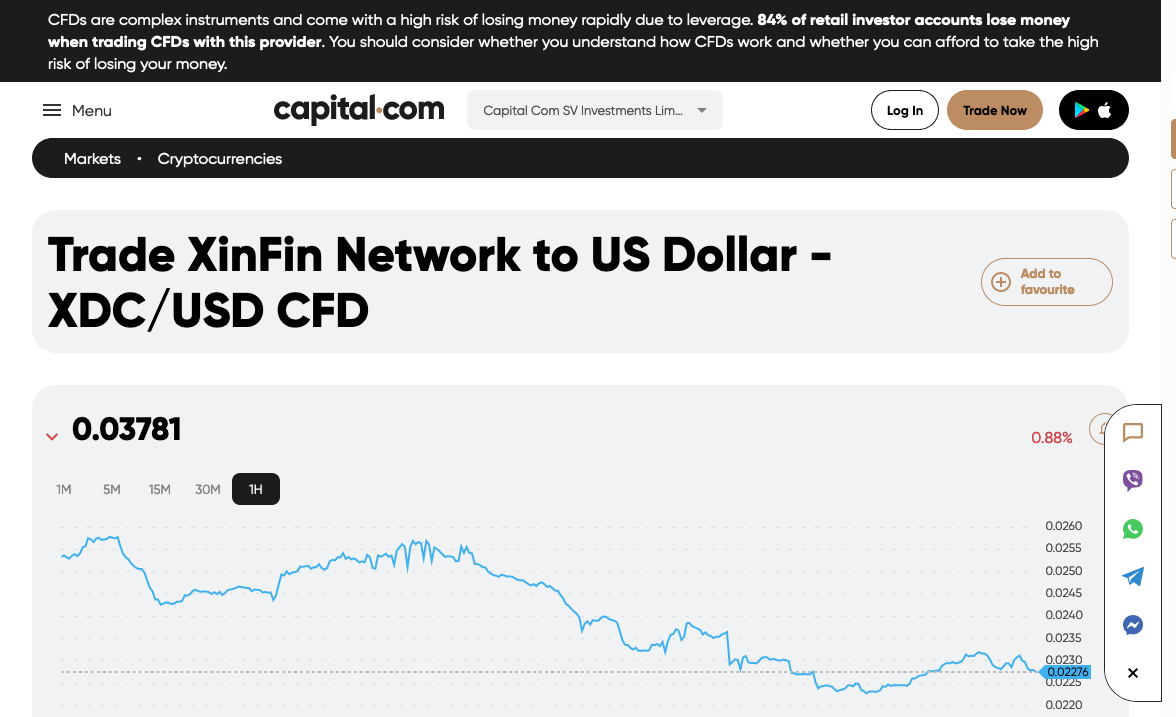 CFDs are complex instruments and come with a high risk of losing money rapidly due to leverage. 84% of retail investor accounts lose money
when trading CFDs with this provider. You should consider whether you understand how CFDs work and whether you can afford to take the high
risk of losing your money.
Menu
capital.com
Capital Com SV Investments Lim...
Log In
Trade Now
Markets • Cryptocurrencies
Trade XinFin Network to US Dollar -
XDC/USD CFD
Add to
favourite
0.03781
0.88%
1M 5M 15M 30M 1H
0.0260
0.0255
0.0250
0.0245
0.0240
0.0235
0.0230
0.02276
0.0225
0.0220